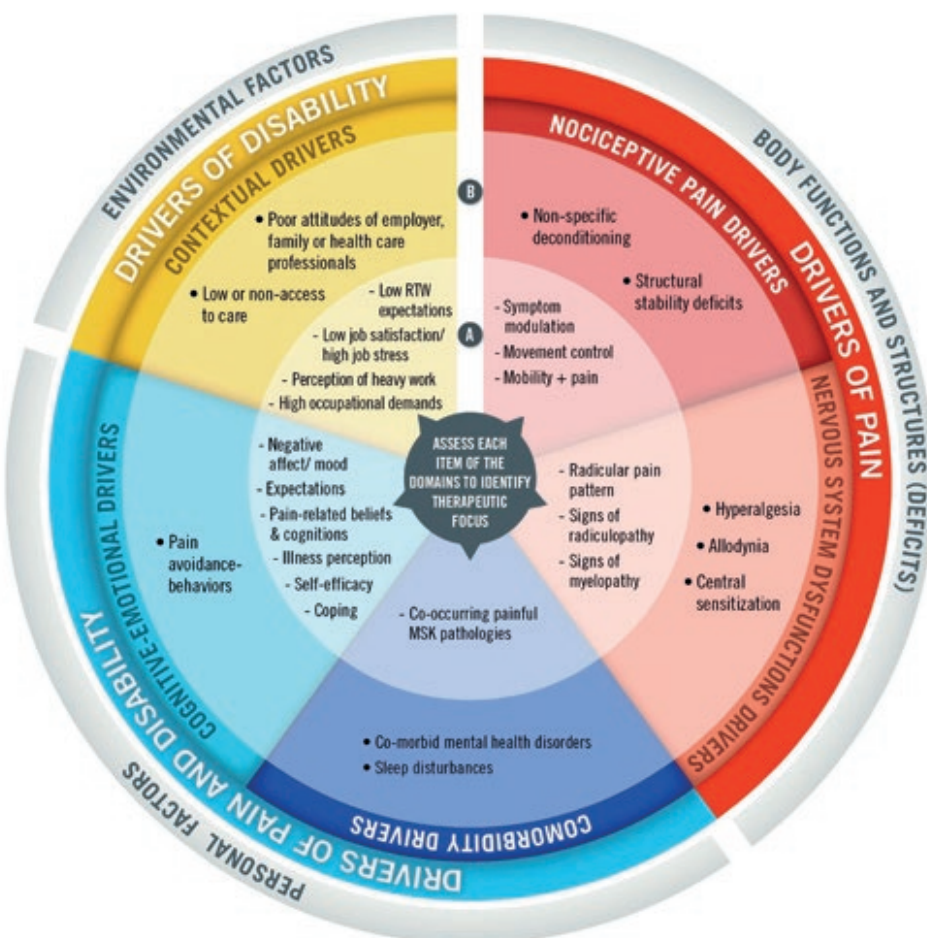 ENVIRONMENTAL FACTORS
DRIVERS OF DISABILITY
CONTEXTUAL DRIVERS
• Poor attitudes of employer,
family or health care
professionals
• Low or non-access
to care
- Low RTW
expectations
- Low job satisfaction/
high job stress
- Perception of heavy work
- High occupational demands
B
A
BODY FUNCTIONS AND STRUCTURES (DEFICITS)
DRIVERS OF PAIN
NOCICEPTIVE PAIN DRIVERS
• Non-specific
deconditioning
• Structural
stability deficits
- Symptom
modulation
- Movement control
- Mobility + pain
NERVOUS SYSTEM DYSFUNCTIONS DRIVERS
- Radicular pain
pattern
- Signs of
radiculopathy
- Signs of
myelopathy
• Hyperalgesia
• Allodynia
• Central
sensitization
ASSESS EACH
ITEM OF THE
DOMAINS TO IDENTIFY
THERAPEUTIC
FOCUS
PERSONAL FACTORS
DRIVERS OF PAIN AND DISABILITY
COGNITIVE-EMOTIONAL DRIVERS
- Negative
affect/ mood
- Expectations
- Pain-related beliefs
& cognitions
- Illness perception
- Self-efficacy
- Coping
• Pain
avoidance-
behaviors
- Co-occurring painful
MSK pathologies
• Co-morbid mental health disorders
• Sleep disturbances
COMORBIDITY DRIVERS